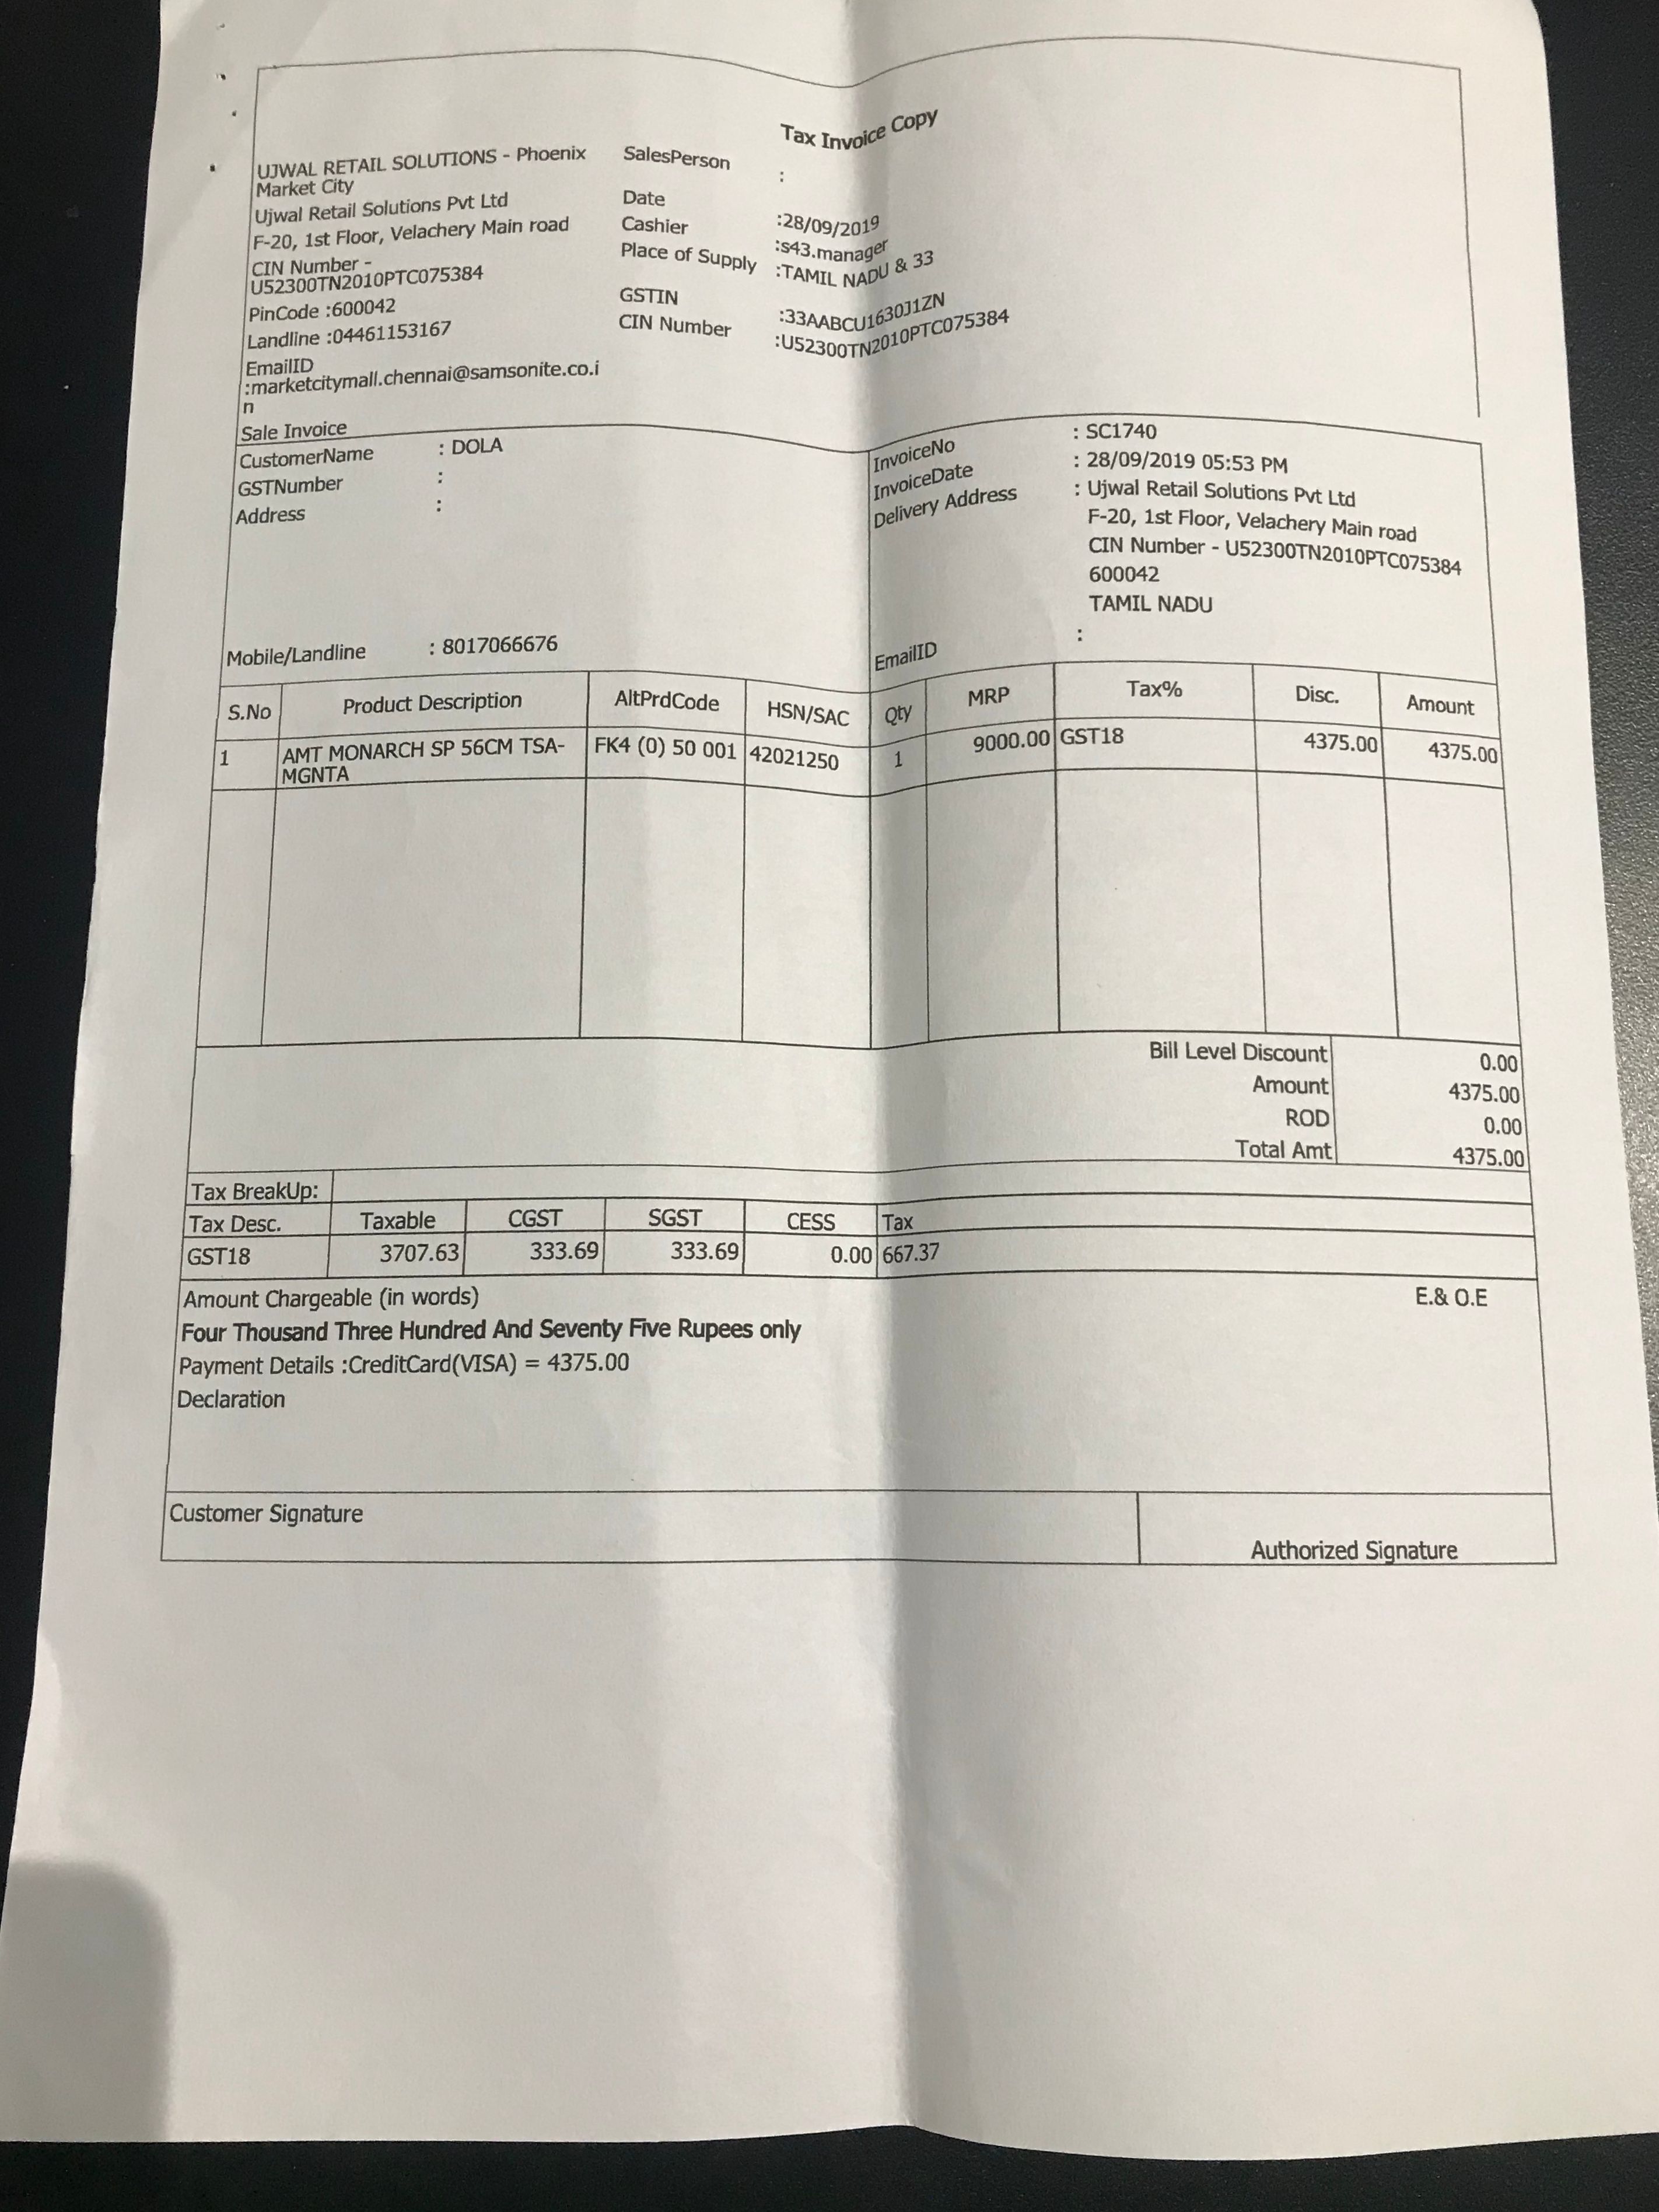 Tax Invoice Copy
UJWAL RETAIL SOLUTIONS - Phoenix
Market City
Ujwal Retail Solutions Pvt Ltd
F-20, 1st Floor, Velachery Main road
CIN Number -
U52300TN2010PTC075384
PinCode :600042
Landline :04461153167
EmailID
:marketcitymall.chennai@samsonite.co.i
n
SalesPerson :
Date :28/09/2019
Cashier :s43.manager
Place of Supply :TAMIL NADU & 33
GSTIN :33AABCU1630J1ZN
CIN Number :U52300TN2010PTC075384
Sale Invoice
CustomerName : DOLA
GSTNumber :
Address :
Mobile/Landline : 8017066676
InvoiceNo : SC1740
InvoiceDate : 28/09/2019 05:53 PM
Delivery Address : Ujwal Retail Solutions Pvt Ltd
F-20, 1st Floor, Velachery Main road
CIN Number - U52300TN2010PTC075384
600042
TAMIL NADU
EmailID :
S.No Product Description AltPrdCode HSN/SAC Qty MRP Tax% Disc. Amount
1 AMT MONARCH SP 56CM TSA- FK4 (0) 50 001 42021250 1 9000.00 GST18 4375.00 4375.00
MGNTA
Bill Level Discount 0.00
Amount 4375.00
ROD 0.00
Total Amt 4375.00
Tax BreakUp:
Tax Desc. Taxable CGST SGST CESS Tax
GST18 3707.63 333.69 333.69 0.00 667.37
Amount Chargeable (in words) E.& O.E
Four Thousand Three Hundred And Seventy Five Rupees only
Payment Details :CreditCard(VISA) = 4375.00
Declaration
Customer Signature
Authorized Signature